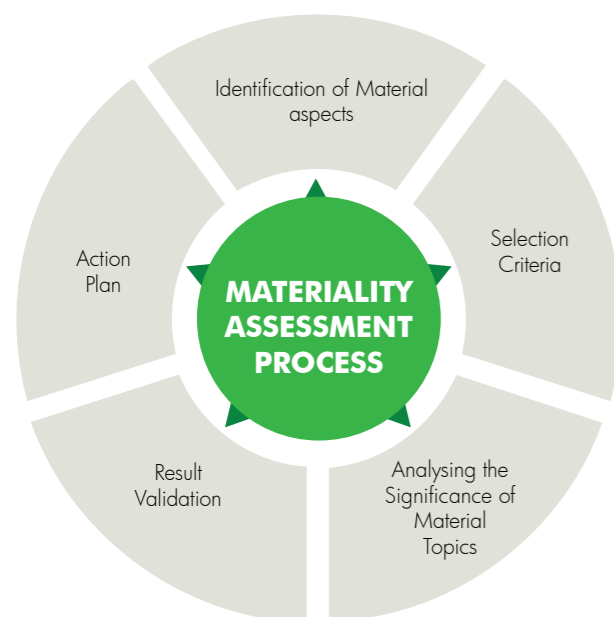 Identification of Material
aspects
Selection
Criteria
Analysing the
Significance of
Material
Topics
Result
Validation
Action
Plan
MATERIALITY
ASSESSMENT
PROCESS